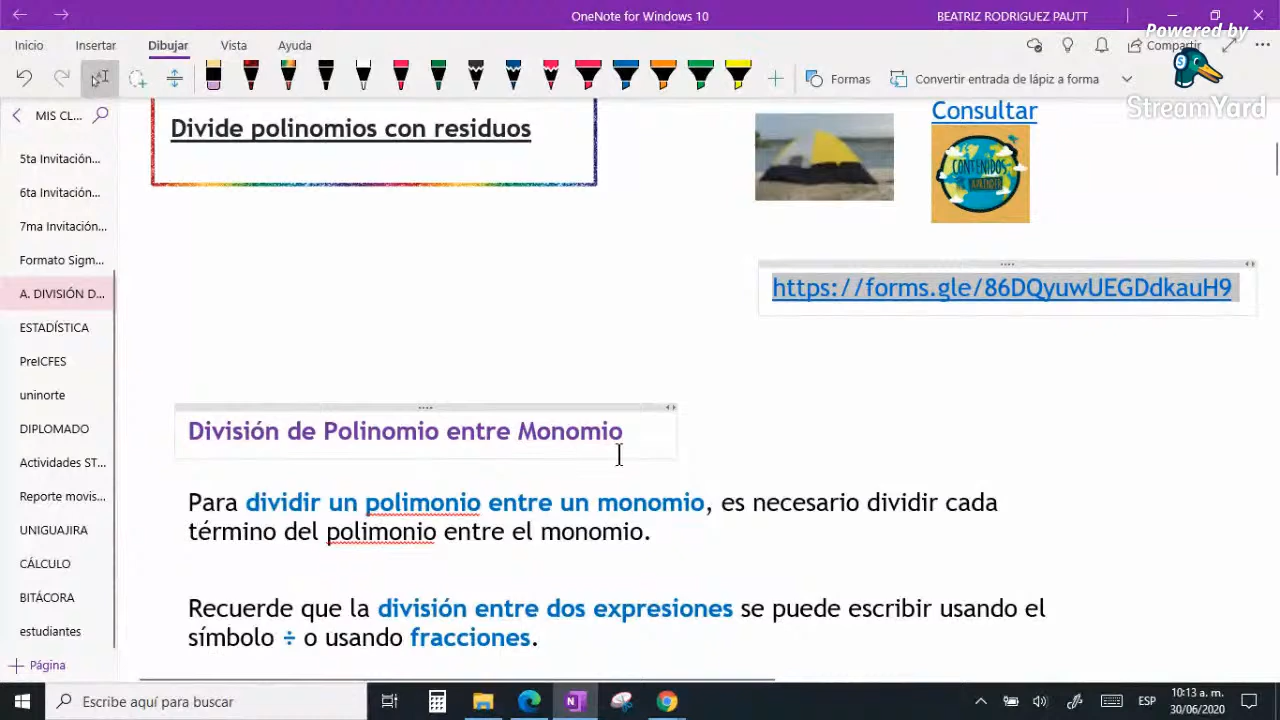 OneNote for Windows 10
BEATRIZ RODRIGUEZ PAUTT
Powered by
StreamYard
Inicio
Insertar
Dibujar
Vista
Ayuda
Compartir
Formas
Convertir entrada de lápiz a forma
MIS CL...
5ta Invitación...
6ta Invitación...
7ma Invitación...
Formato Sigm...
A. DIVISIÓN D...
ESTADÍSTICA
PreICFES
uninorte
DIPLOMADO
Actividades ST...
Reporte movis...
UNIGUAJIRA
CÁLCULO
BITÁCORA
estudiantes
Página
Divide polinomios con residuos
Consultar
CONTENIDOS
APRENDER
https://forms.gle/86DQyuwUEGDdkauH9
División de Polinomio entre Monomio
Para dividir un polimonio entre un monomio, es necesario dividir cada
término del polimonio entre el monomio.
Recuerde que la división entre dos expresiones se puede escribir usando el
símbolo ÷ o usando fracciones.
Escribe aquí para buscar
ESP
10:13 a. m.
30/06/2020